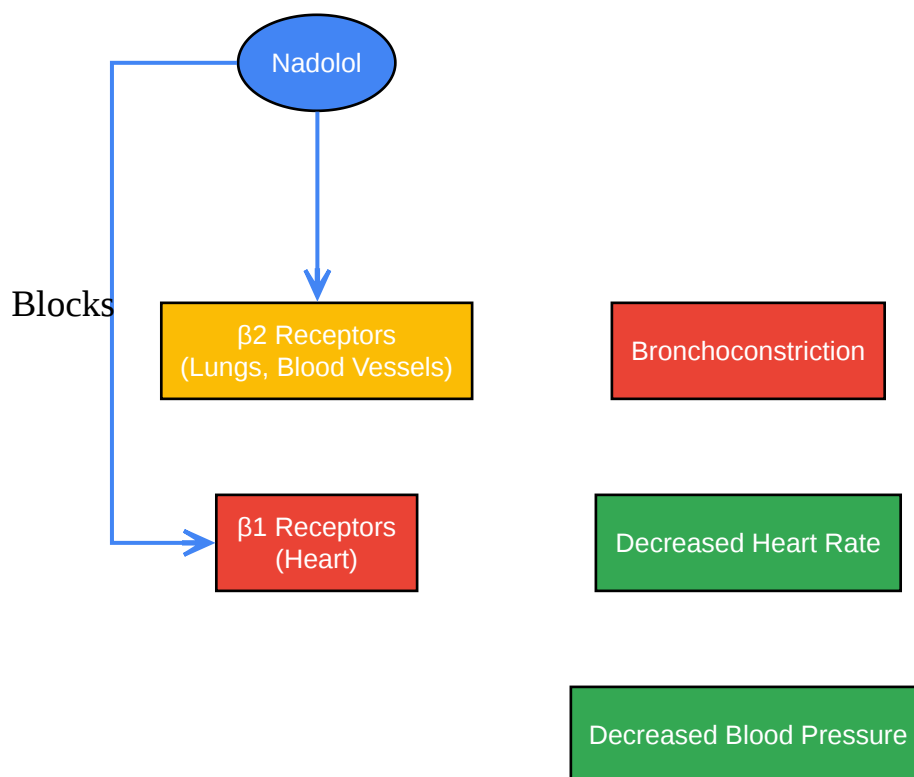 Nadolol
Blocks
β2 Receptors
(Lungs, Blood Vessels)
Bronchoconstriction
β1 Receptors
(Heart)
Decreased Heart Rate
Decreased Blood Pressure